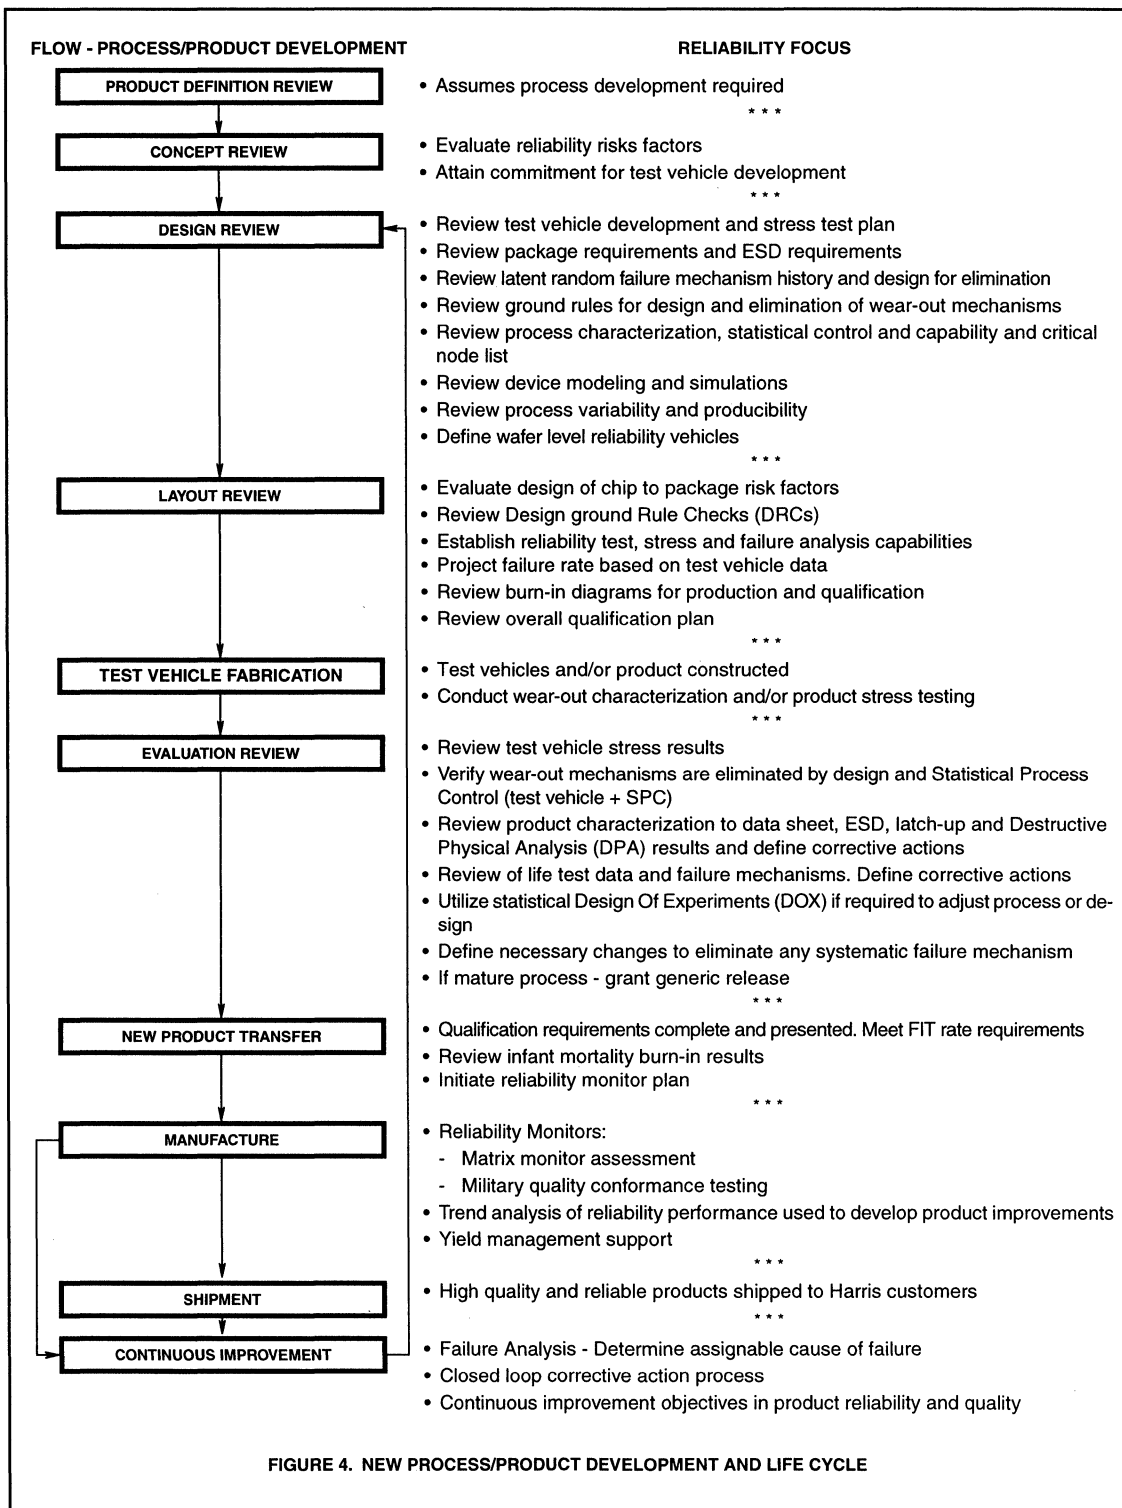 FLOW - PROCESS/PRODUCT DEVELOPMENT
RELIABILITY FOCUS
PRODUCT DEFINITION REVIEW
• Assumes process development required
* * *
CONCEPT REVIEW
• Evaluate reliability risks factors
• Attain commitment for test vehicle development
* * *
DESIGN REVIEW
• Review test vehicle development and stress test plan
• Review package requirements and ESD requirements
• Review latent random failure mechanism history and design for elimination
• Review ground rules for design and elimination of wear-out mechanisms
• Review process characterization, statistical control and capability and critical
node list
• Review device modeling and simulations
• Review process variability and producibility
• Define wafer level reliability vehicles
* * *
LAYOUT REVIEW
• Evaluate design of chip to package risk factors
• Review Design ground Rule Checks (DRCs)
• Establish reliability test, stress and failure analysis capabilities
• Project failure rate based on test vehicle data
• Review burn-in diagrams for production and qualification
• Review overall qualification plan
* * *
TEST VEHICLE FABRICATION
• Test vehicles and/or product constructed
• Conduct wear-out characterization and/or product stress testing
* * *
EVALUATION REVIEW
• Review test vehicle stress results
• Verify wear-out mechanisms are eliminated by design and Statistical Process
Control (test vehicle + SPC)
• Review product characterization to data sheet, ESD, latch-up and Destructive
Physical Analysis (DPA) results and define corrective actions
• Review of life test data and failure mechanisms. Define corrective actions
• Utilize statistical Design Of Experiments (DOX) if required to adjust process or de-
sign
• Define necessary changes to eliminate any systematic failure mechanism
• If mature process - grant generic release
* * *
NEW PRODUCT TRANSFER
• Qualification requirements complete and presented. Meet FIT rate requirements
• Review infant mortality burn-in results
• Initiate reliability monitor plan
* * *
MANUFACTURE
• Reliability Monitors:
- Matrix monitor assessment
- Military quality conformance testing
• Trend analysis of reliability performance used to develop product improvements
• Yield management support
* * *
SHIPMENT
• High quality and reliable products shipped to Harris customers
* * *
CONTINUOUS IMPROVEMENT
• Failure Analysis - Determine assignable cause of failure
• Closed loop corrective action process
• Continuous improvement objectives in product reliability and quality
FIGURE 4. NEW PROCESS/PRODUCT DEVELOPMENT AND LIFE CYCLE